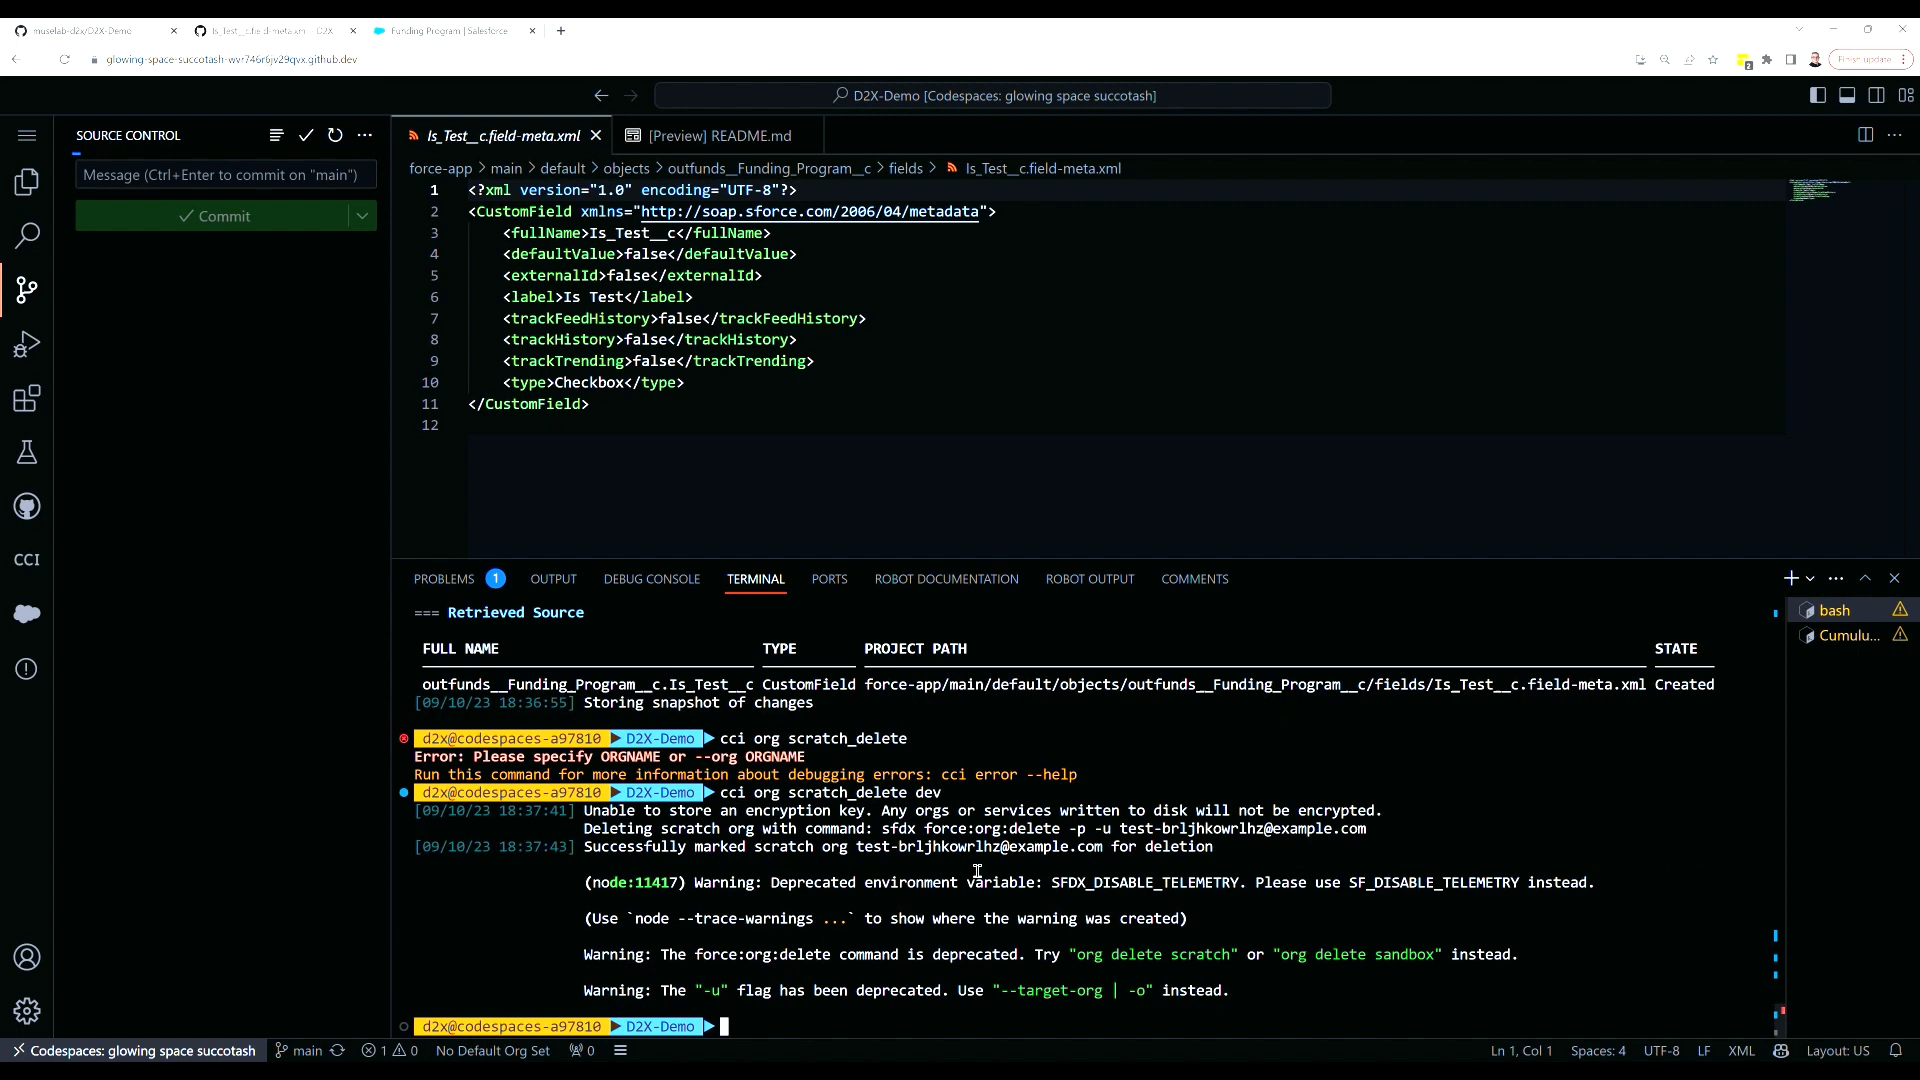 muselab-d2x/D2X-Demo
Is_Test__c.field-meta.xml
D2X
Funding Program | Salesforce
glowing-space-succotash-wvr746r6jv29qvx.github.dev
2
Finish update
D2X-Demo [Codespaces: glowing space succotash]
SOURCE CONTROL
Is_Test__c.field-meta.xml
[Preview] README.md
Message (Ctrl+Enter to commit on "main")
Commit
force-app > main > default > objects > outfunds__Funding_Program__c > fields > Is_Test__c.field-meta.xml
1 <?xml version="1.0" encoding="UTF-8"?>
2 <CustomField xmlns="http://soap.sforce.com/2006/04/metadata">
3 <fullName>Is_Test__c</fullName>
4 <defaultValue>false</defaultValue>
5 <externalId>false</externalId>
6 <label>Is Test</label>
7 <trackFeedHistory>false</trackFeedHistory>
8 <trackHistory>false</trackHistory>
9 <trackTrending>false</trackTrending>
10 <type>Checkbox</type>
11 </CustomField>
12
CCI
PROBLEMS 1 OUTPUT DEBUG CONSOLE TERMINAL PORTS ROBOT DOCUMENTATION ROBOT OUTPUT COMMENTS
bash
Cumulu...
=== Retrieved Source
FULL NAME TYPE PROJECT PATH STATE
outfunds__Funding_Program__c.Is_Test__c CustomField force-app/main/default/objects/outfunds__Funding_Program__c/fields/Is_Test__c.field-meta.xml Created
[09/10/23 18:36:55] Storing snapshot of changes
d2x@codespaces-a97810 D2X-Demo cci org scratch_delete
Error: Please specify ORGNAME or --org ORGNAME
Run this command for more information about debugging errors: cci error --help
d2x@codespaces-a97810 D2X-Demo cci org scratch_delete dev
[09/10/23 18:37:41] Unable to store an encryption key. Any orgs or services written to disk will not be encrypted.
Deleting scratch org with command: sfdx force:org:delete -p -u test-brljhkowrlhz@example.com
[09/10/23 18:37:43] Successfully marked scratch org test-brljhkowrlhz@example.com for deletion
(node:11417) Warning: Deprecated environment variable: SFDX_DISABLE_TELEMETRY. Please use SF_DISABLE_TELEMETRY instead.
(Use `node --trace-warnings ...` to show where the warning was created)
Warning: The force:org:delete command is deprecated. Try "org delete scratch" or "org delete sandbox" instead.
Warning: The "-u" flag has been deprecated. Use "--target-org | -o" instead.
d2x@codespaces-a97810 D2X-Demo
Codespaces: glowing space succotash main 1 0 No Default Org Set 0 Ln 1, Col 1 Spaces: 4 UTF-8 LF XML Layout: US